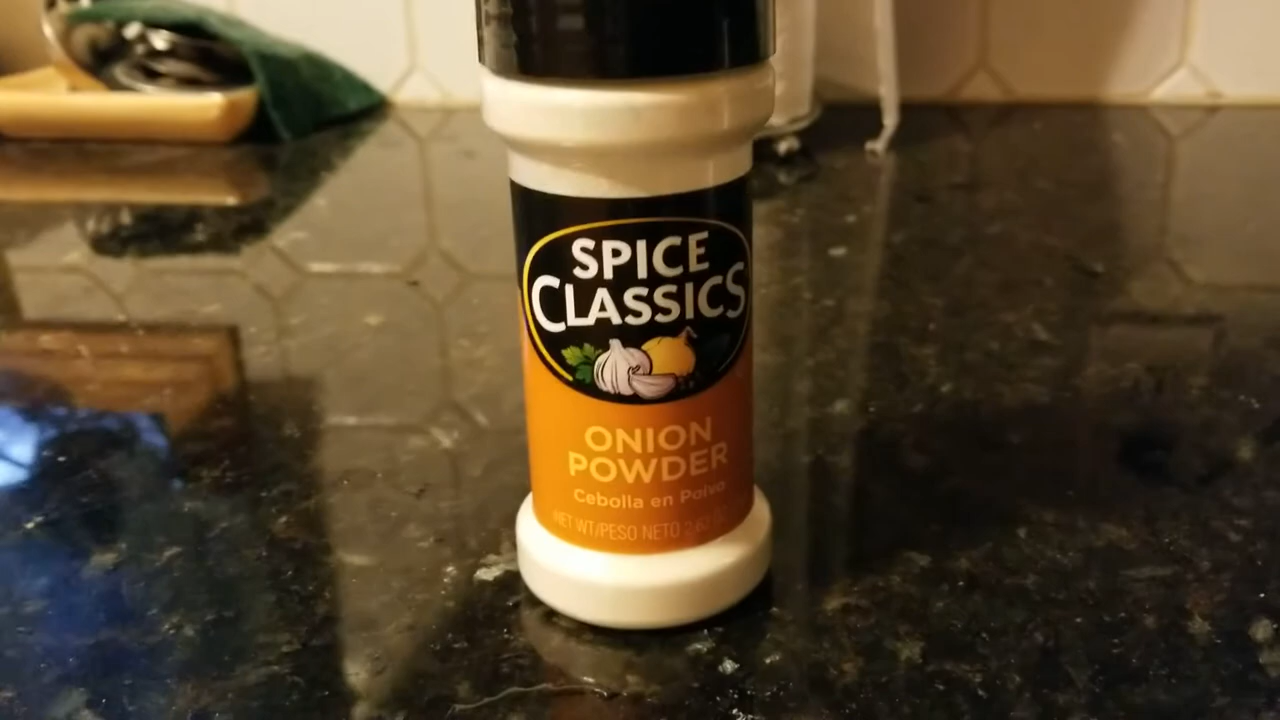 SPICE
CLASSICS
ONION
POWDER
Cebolla en Polvo
NET WT/PESO NETO